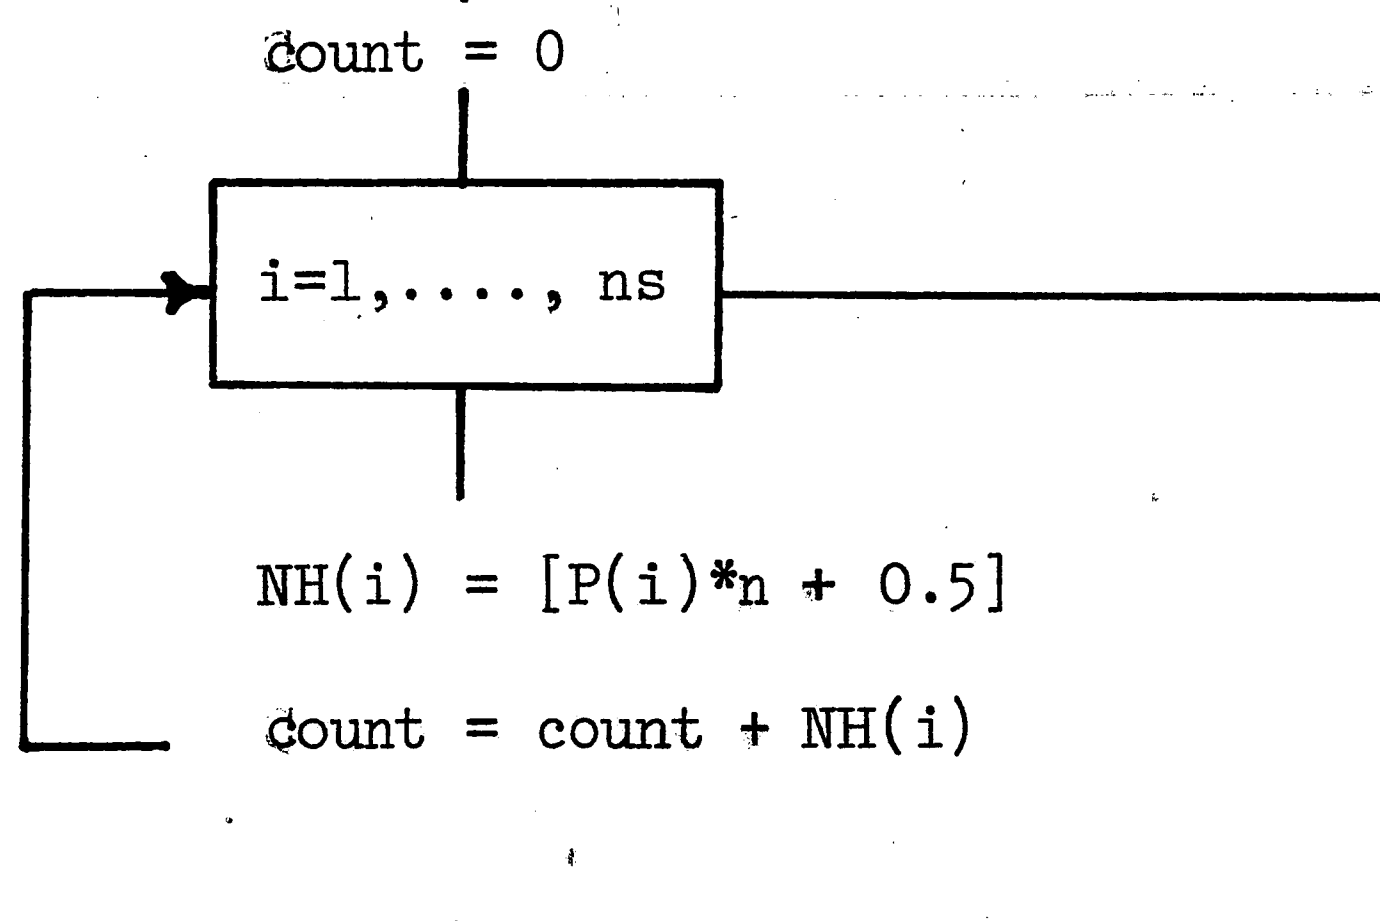 count = 0
i=1,...., ns
NH(i) = [P(i)*n + 0.5]
count = count + NH(i)